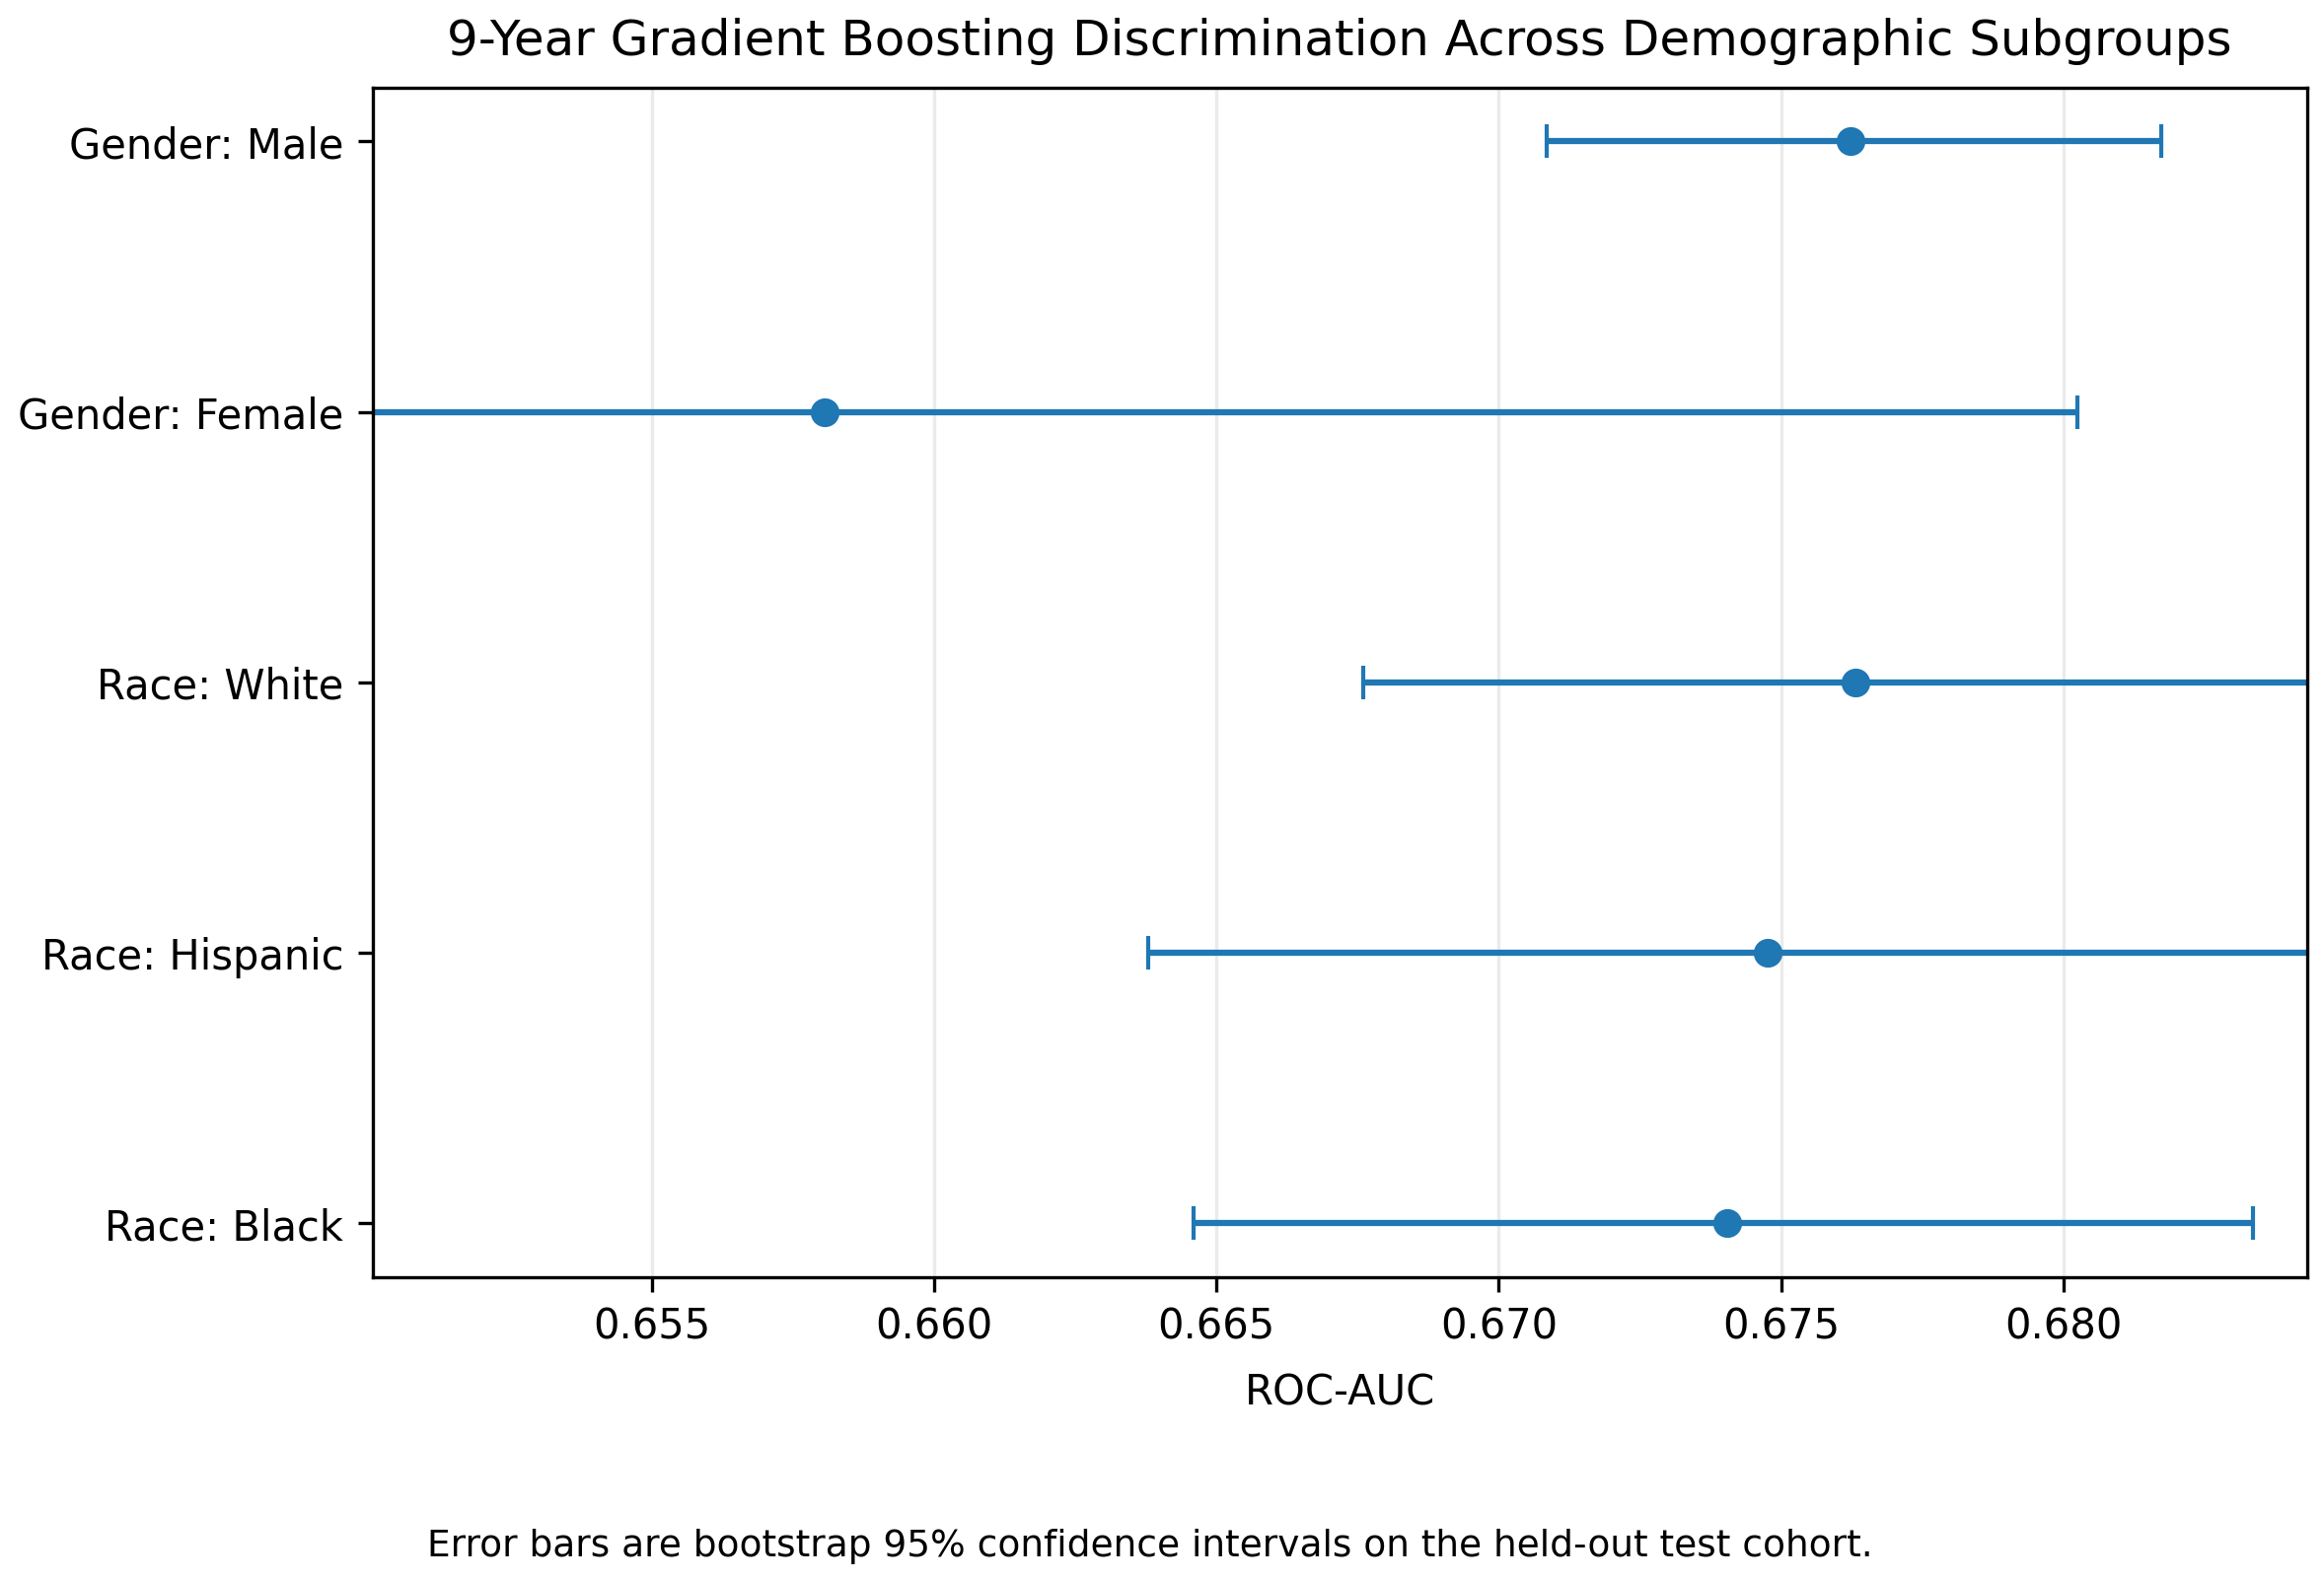 9-Year Gradient Boosting Discrimination Across Demographic Subgroups
Gender: Male
Gender: Female
Race: White
Race: Hispanic
Race: Black
0.655 0.660 0.665 0.670 0.675 0.680
ROC-AUC
Error bars are bootstrap 95% confidence intervals on the held-out test cohort.